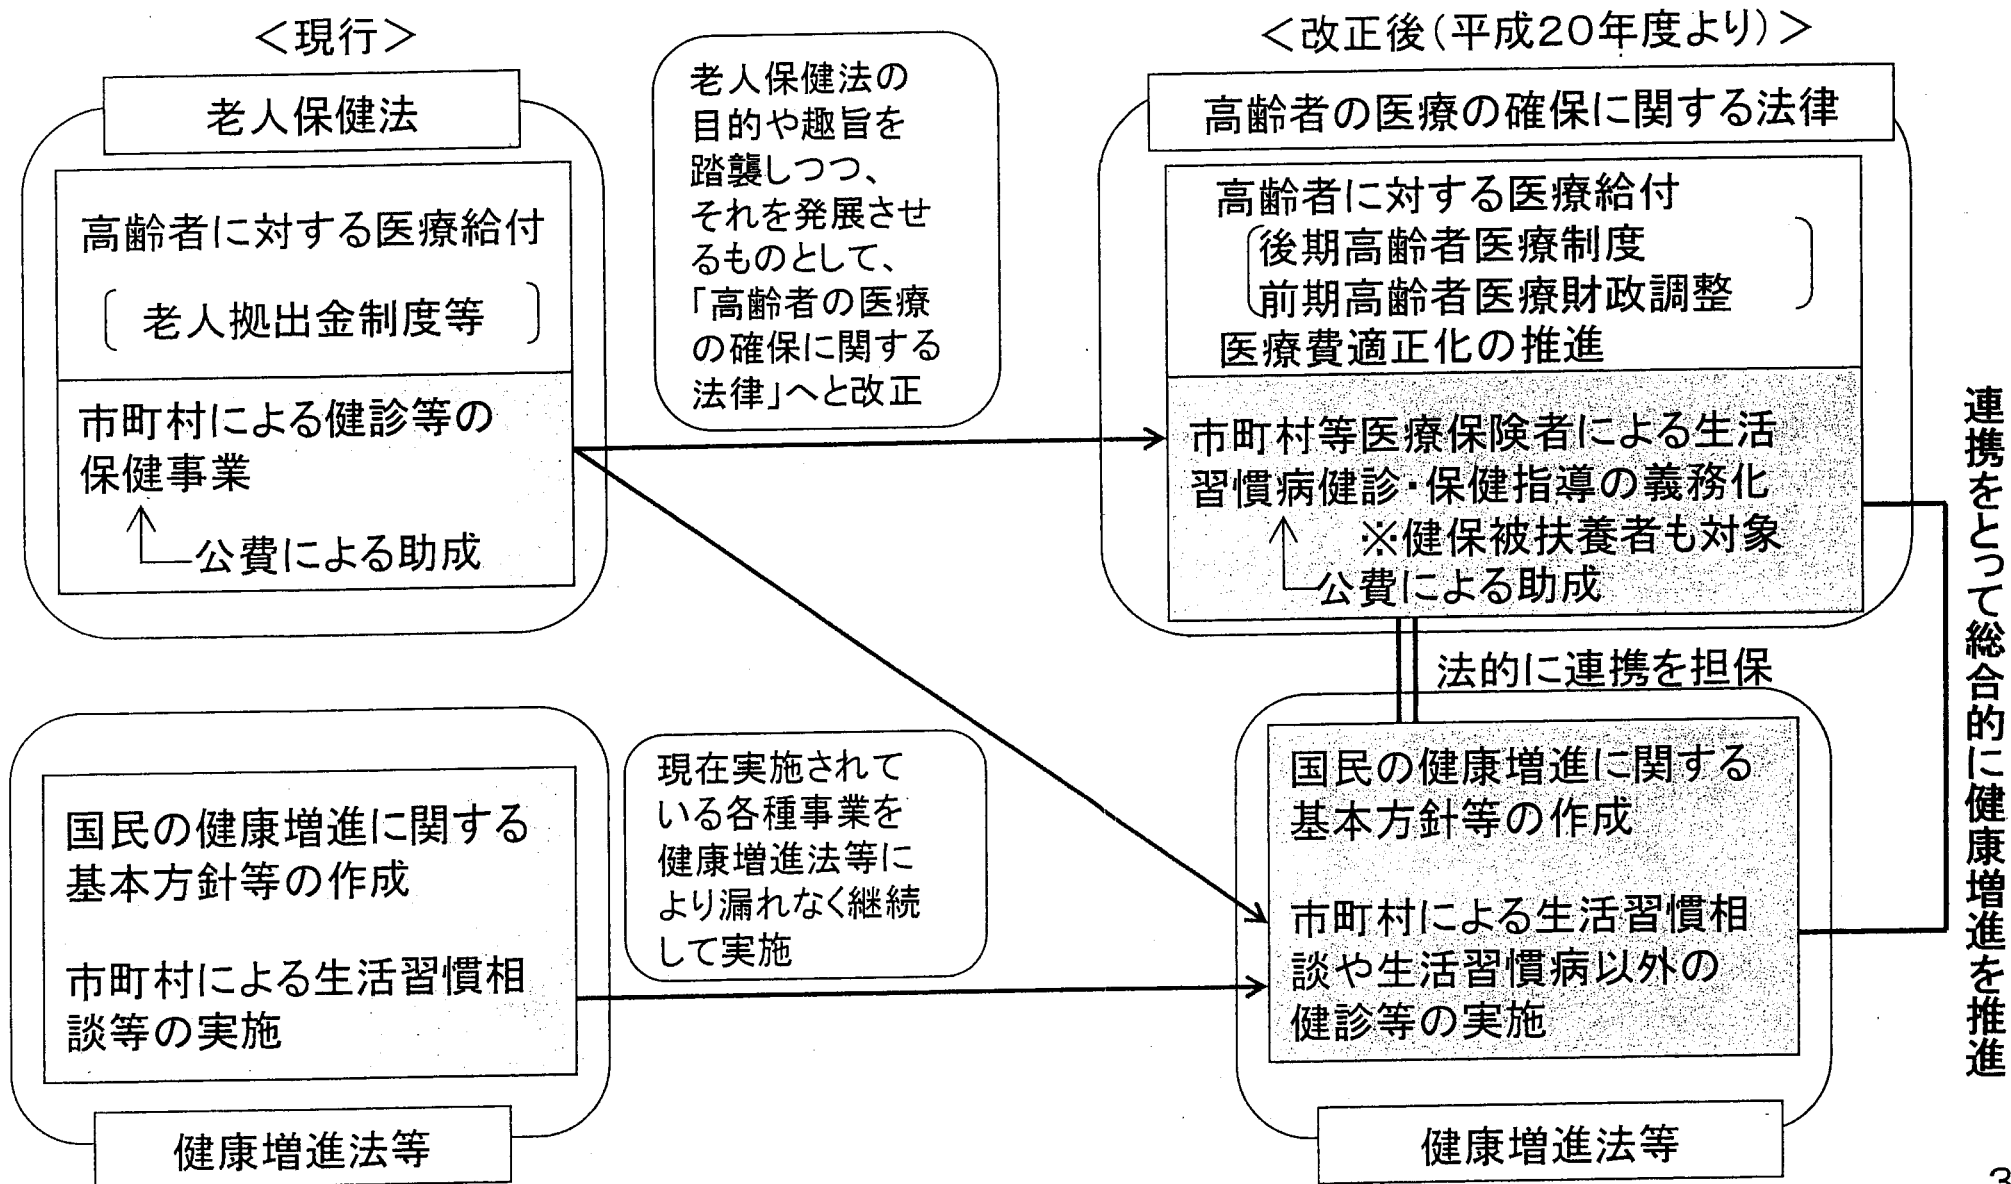 <現行>
老人保健法
高齢者に対する医療給付
老人拠出金制度等
市町村による健診等の
保健事業
公費による助成
国民の健康増進に関する
基本方針等の作成
市町村による生活習慣相
談等の実施
健康増進法等
老人保健法の
目的や趣旨を
踏襲しつつ、
それを発展させ
るものとして、
「高齢者の医療
の確保に関する
法律」へと改正
現在実施されて
いる各種事業を
健康増進法等に
より漏れなく継続
して実施
<改正後(平成20年度より)>
高齢者の医療の確保に関する法律
高齢者に対する医療給付
後期高齢者医療制度
前期高齢者医療財政調整
医療費適正化の推進
市町村等医療保険者による生活
習慣病健診・保健指導の義務化
※健保被扶養者も対象
公費による助成
法的に連携を担保
国民の健康増進に関する
基本方針等の作成
市町村による生活習慣相
談や生活習慣病以外の
健診等の実施
健康増進法等
連携をとって総合的に健康増進を推進
3